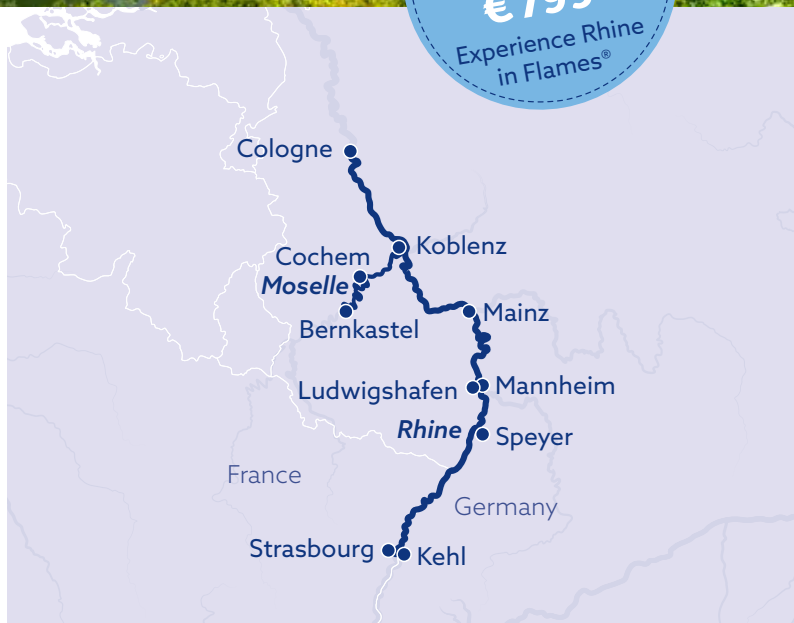 Experience Rhine
in Flames®
Cologne
Koblenz
Cochem
Moselle
Bernkastel
Mainz
Ludwigshafen
Mannheim
Rhine
Speyer
France
Germany
Strasbourg
Kehl